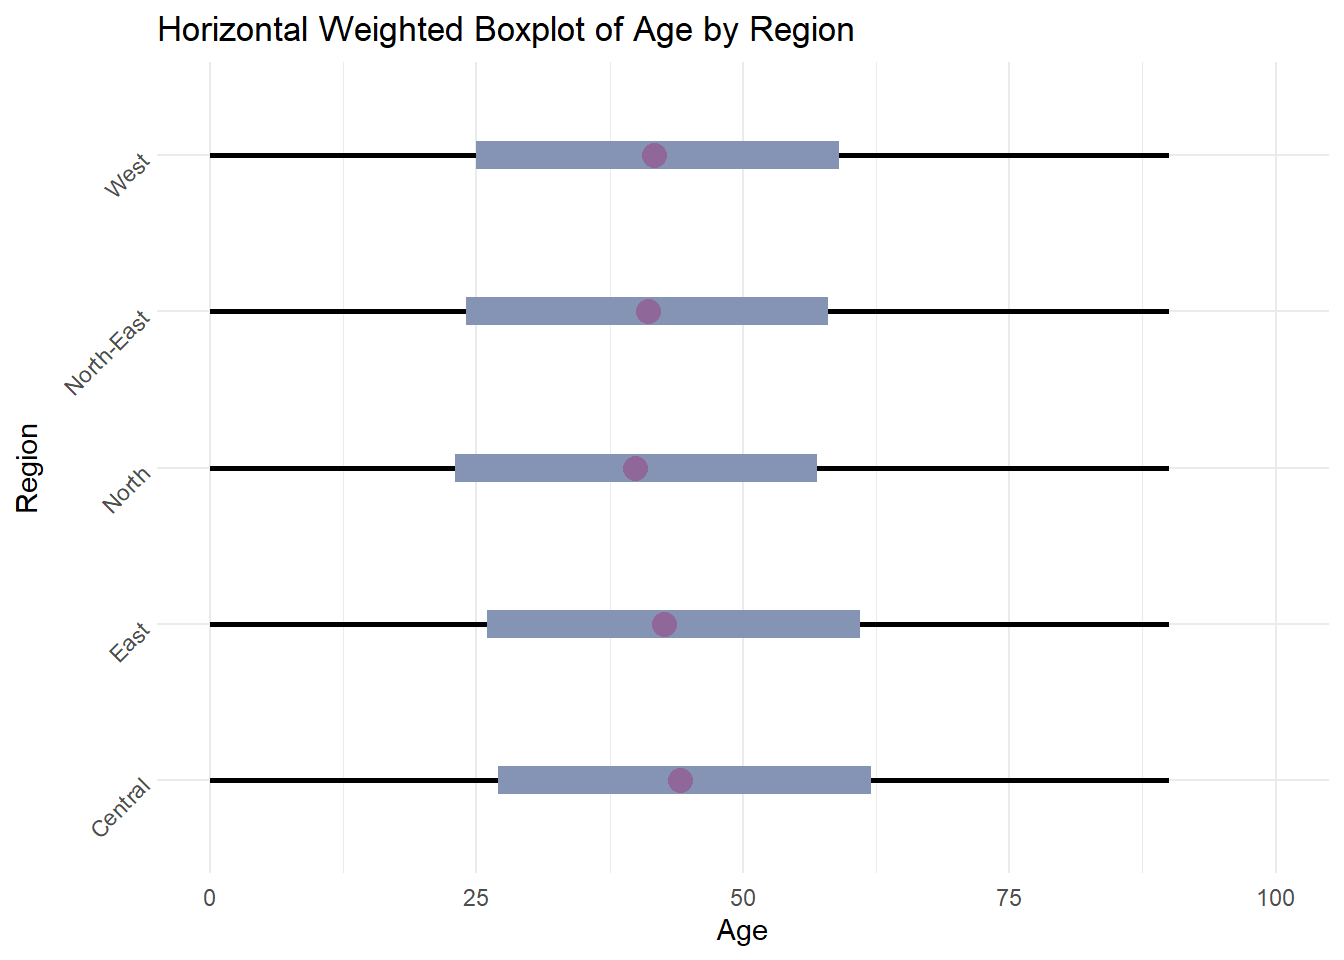 Horizontal Weighted Boxplot of Age by Region
Region
West
North-East
North
East
Central
0 25 50 75 100
Age